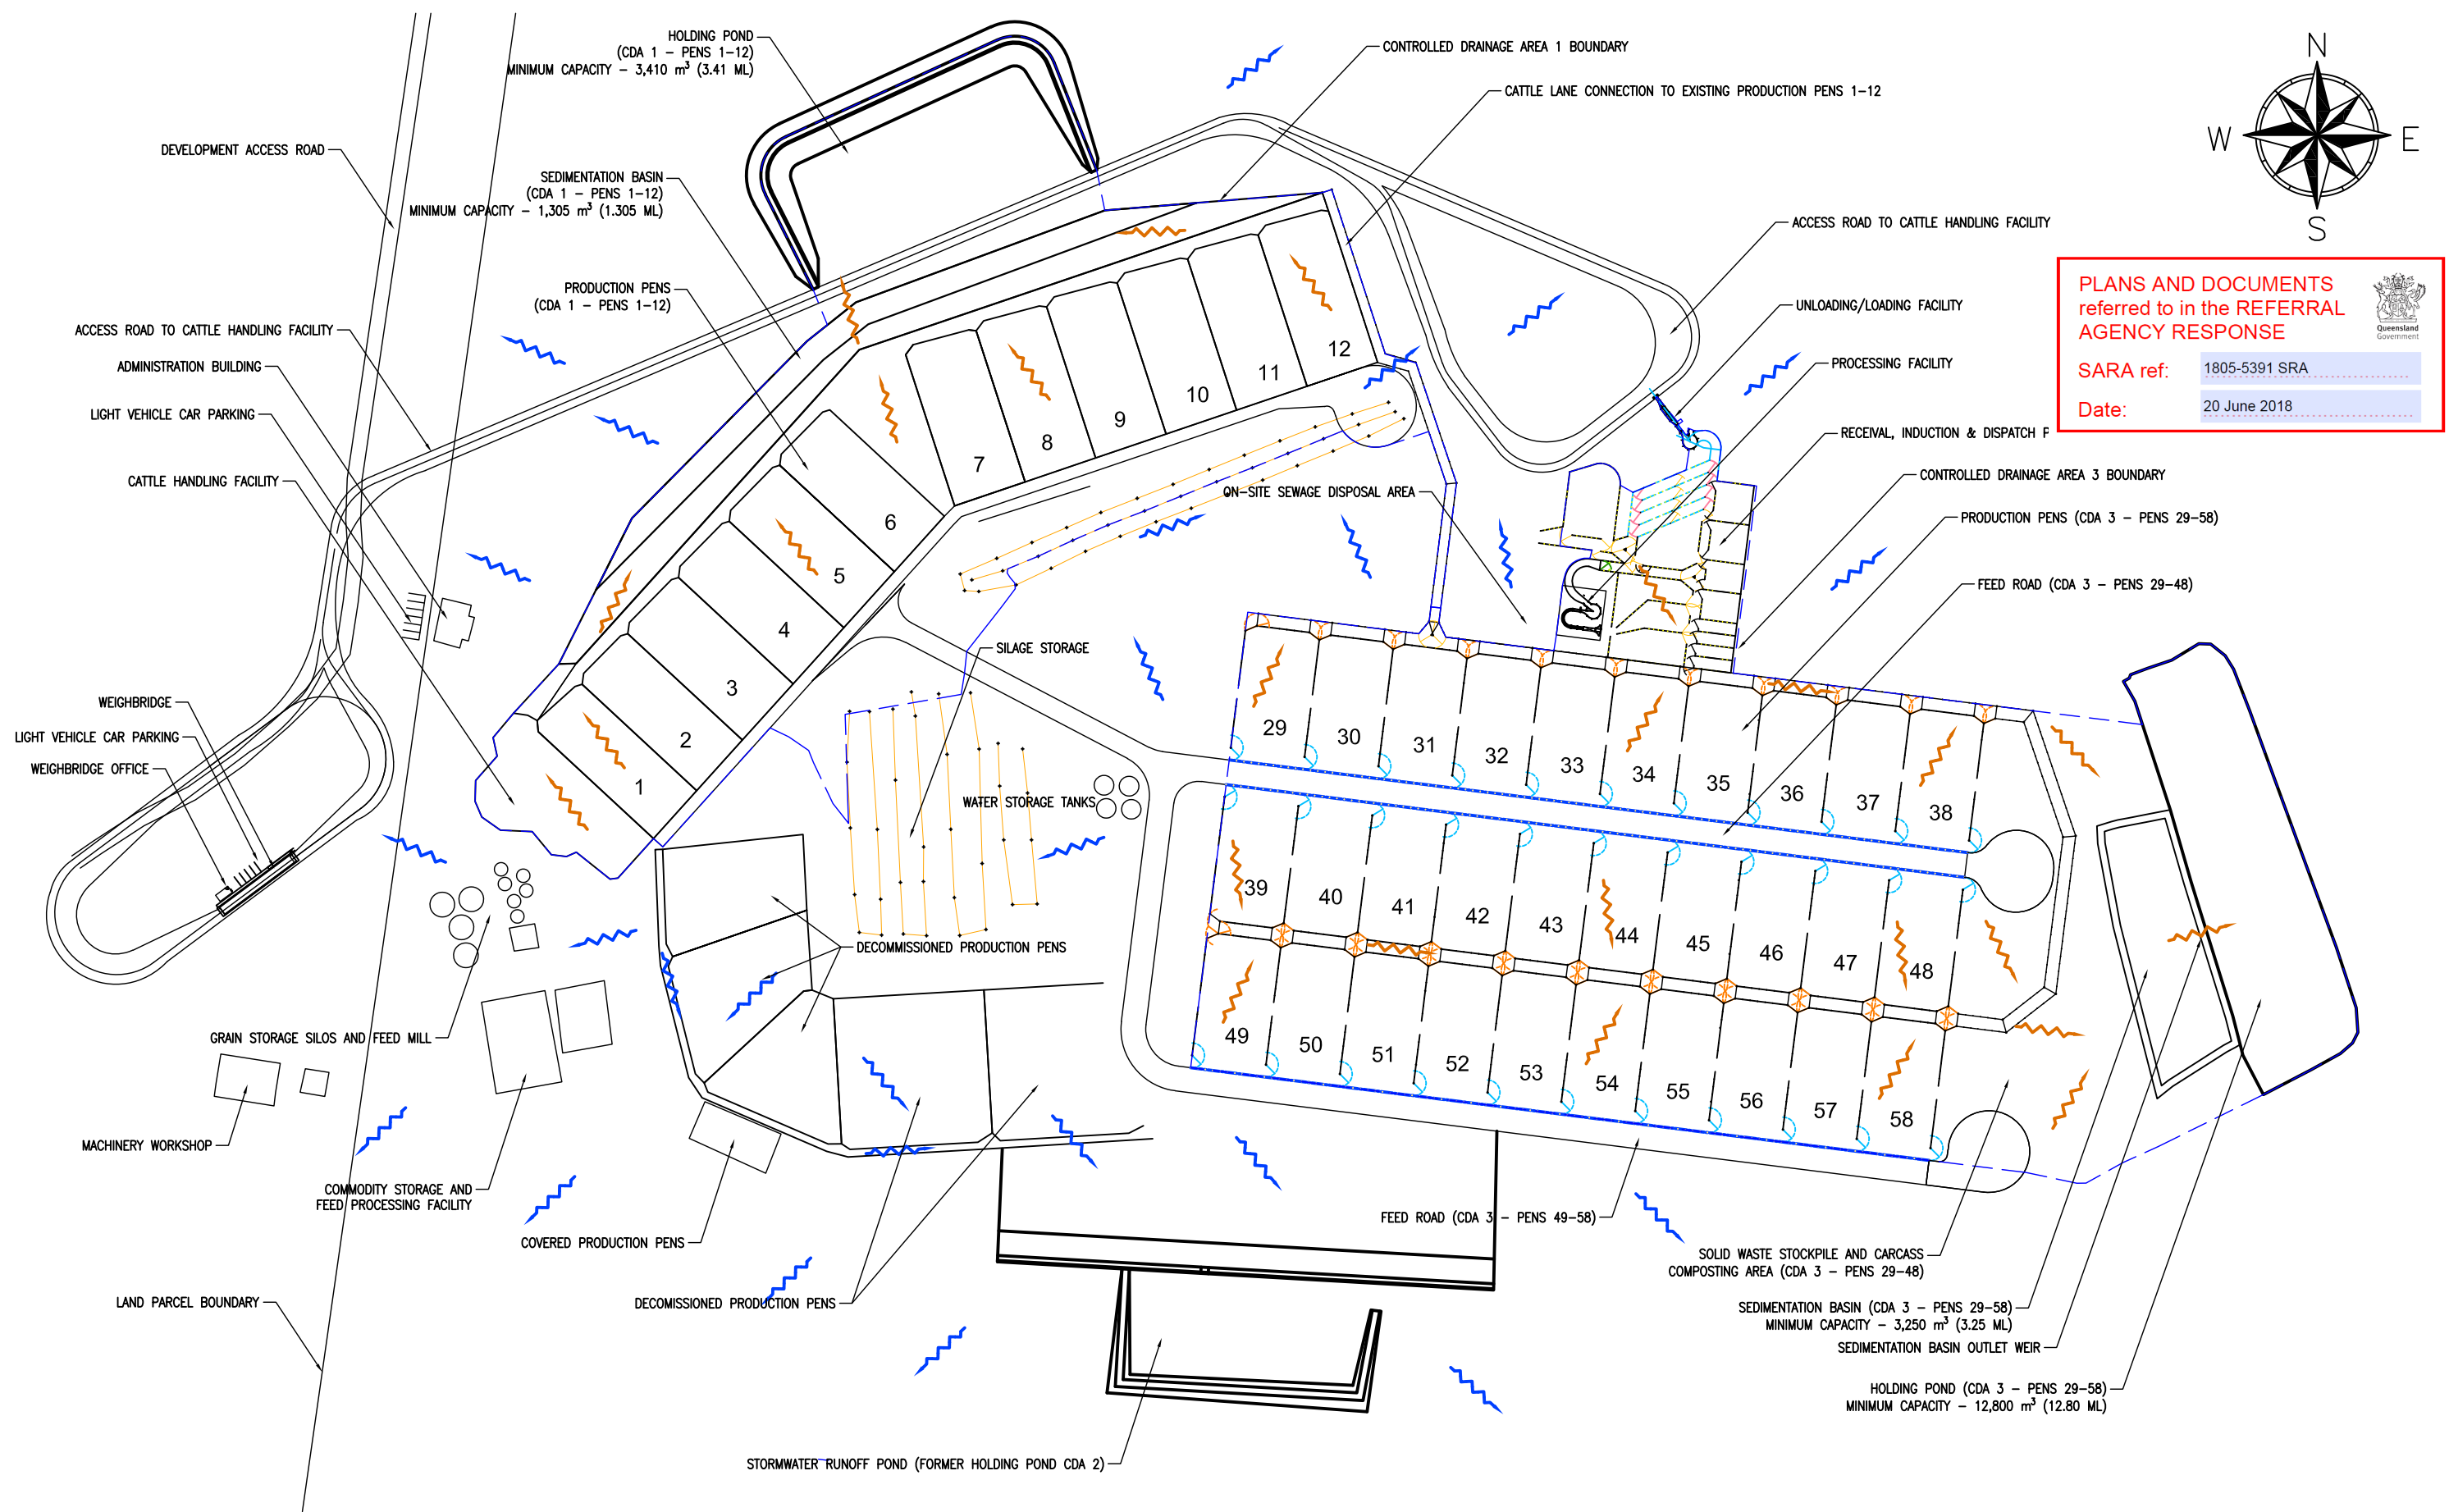 HOLDING POND
(CDA 1 - PENS 1-12)
MINIMUM CAPACITY - 3,410 m³ (3.41 ML)
CONTROLLED DRAINAGE AREA 1 BOUNDARY
CATTLE LANE CONNECTION TO EXISTING PRODUCTION PENS 1-12
N
W
E
S
DEVELOPMENT ACCESS ROAD
SEDIMENTATION BASIN
(CDA 1 - PENS 1-12)
MINIMUM CAPACITY - 1,305 m³ (1.305 ML)
ACCESS ROAD TO CATTLE HANDLING FACILITY
PLANS AND DOCUMENTS
referred to in the REFERRAL
AGENCY RESPONSE
Queensland
Government
SARA ref:
1805-5391 SRA
Date:
20 June 2018
PRODUCTION PENS
(CDA 1 - PENS 1-12)
UNLOADING/LOADING FACILITY
ACCESS ROAD TO CATTLE HANDLING FACILITY
PROCESSING FACILITY
ADMINISTRATION BUILDING
LIGHT VEHICLE CAR PARKING
RECEIVAL, INDUCTION & DISPATCH
CATTLE HANDLING FACILITY
CONTROLLED DRAINAGE AREA 3 BOUNDARY
ON-SITE SEWAGE DISPOSAL AREA
PRODUCTION PENS (CDA 3 - PENS 29-58)
FEED ROAD (CDA 3 - PENS 29-48)
12
11
10
9
8
7
6
5
4
3
2
1
SILAGE STORAGE
WEIGHBRIDGE
LIGHT VEHICLE CAR PARKING
WEIGHBRIDGE OFFICE
WATER STORAGE TANKS
29
30
31
32
33
34
35
36
37
38
39
40
41
42
43
44
45
46
47
48
49
50
51
52
53
54
55
56
57
58
DECOMMISSIONED PRODUCTION PENS
GRAIN STORAGE SILOS AND FEED MILL
MACHINERY WORKSHOP
COMMODITY STORAGE AND
FEED PROCESSING FACILITY
COVERED PRODUCTION PENS
FEED ROAD (CDA 3 - PENS 49-58)
SOLID WASTE STOCKPILE AND CARCASS
COMPOSTING AREA (CDA 3 - PENS 29-48)
LAND PARCEL BOUNDARY
DECOMISSIONED PRODUCTION PENS
SEDIMENTATION BASIN (CDA 3 - PENS 29-58)
MINIMUM CAPACITY - 3,250 m³ (3.25 ML)
SEDIMENTATION BASIN OUTLET WEIR
HOLDING POND (CDA 3 - PENS 29-58)
MINIMUM CAPACITY - 12,800 m³ (12.80 ML)
STORMWATER RUNOFF POND (FORMER HOLDING POND CDA 2)